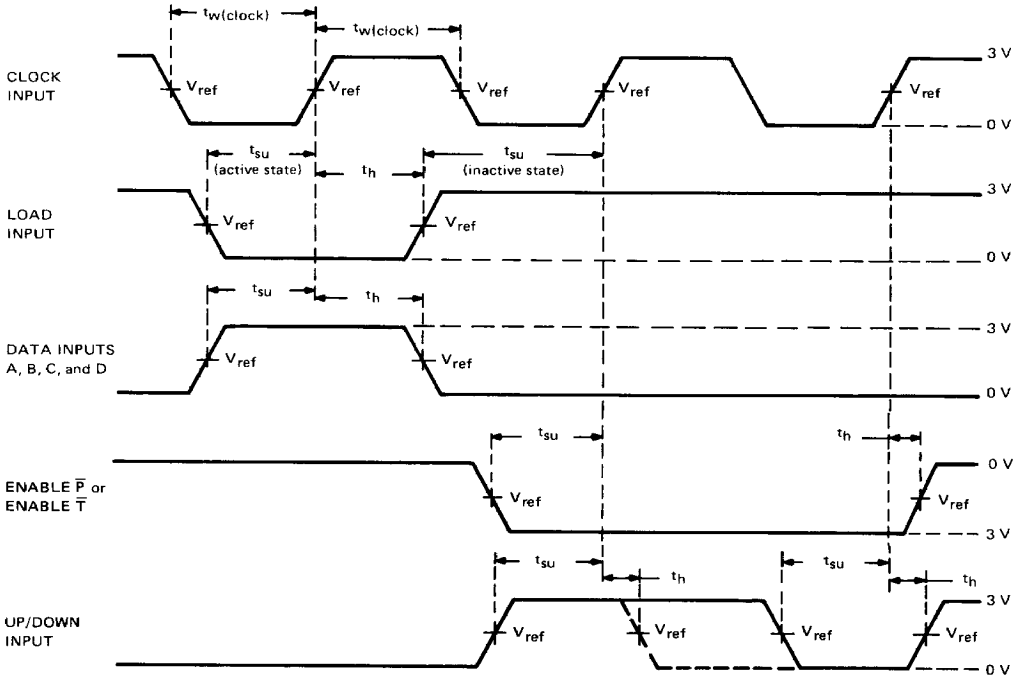 tw(clock)
tw(clock)
3 V
CLOCK
INPUT
Vref
Vref
Vref
Vref
Vref
0 V
tsu
(active state)
th
tsu
(inactive state)
3 V
LOAD
INPUT
Vref
Vref
0 V
tsu
th
3 V
DATA INPUTS
A, B, C, and D
Vref
Vref
0 V
tsu
th
0 V
ENABLE P̅ or
ENABLE T̅
Vref
Vref
3 V
tsu
th
tsu
th
3 V
UP/DOWN
INPUT
Vref
Vref
Vref
Vref
0 V